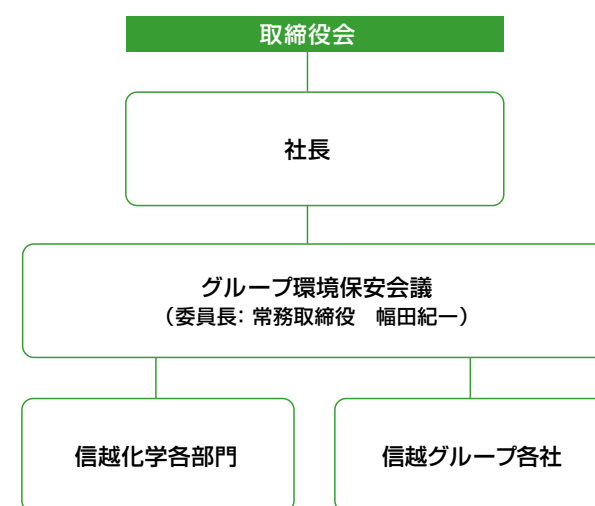 取締役会
社長
グループ環境保安会議
（委員長：常務取締役　幅田紀一）
信越化学各部門
信越グループ各社